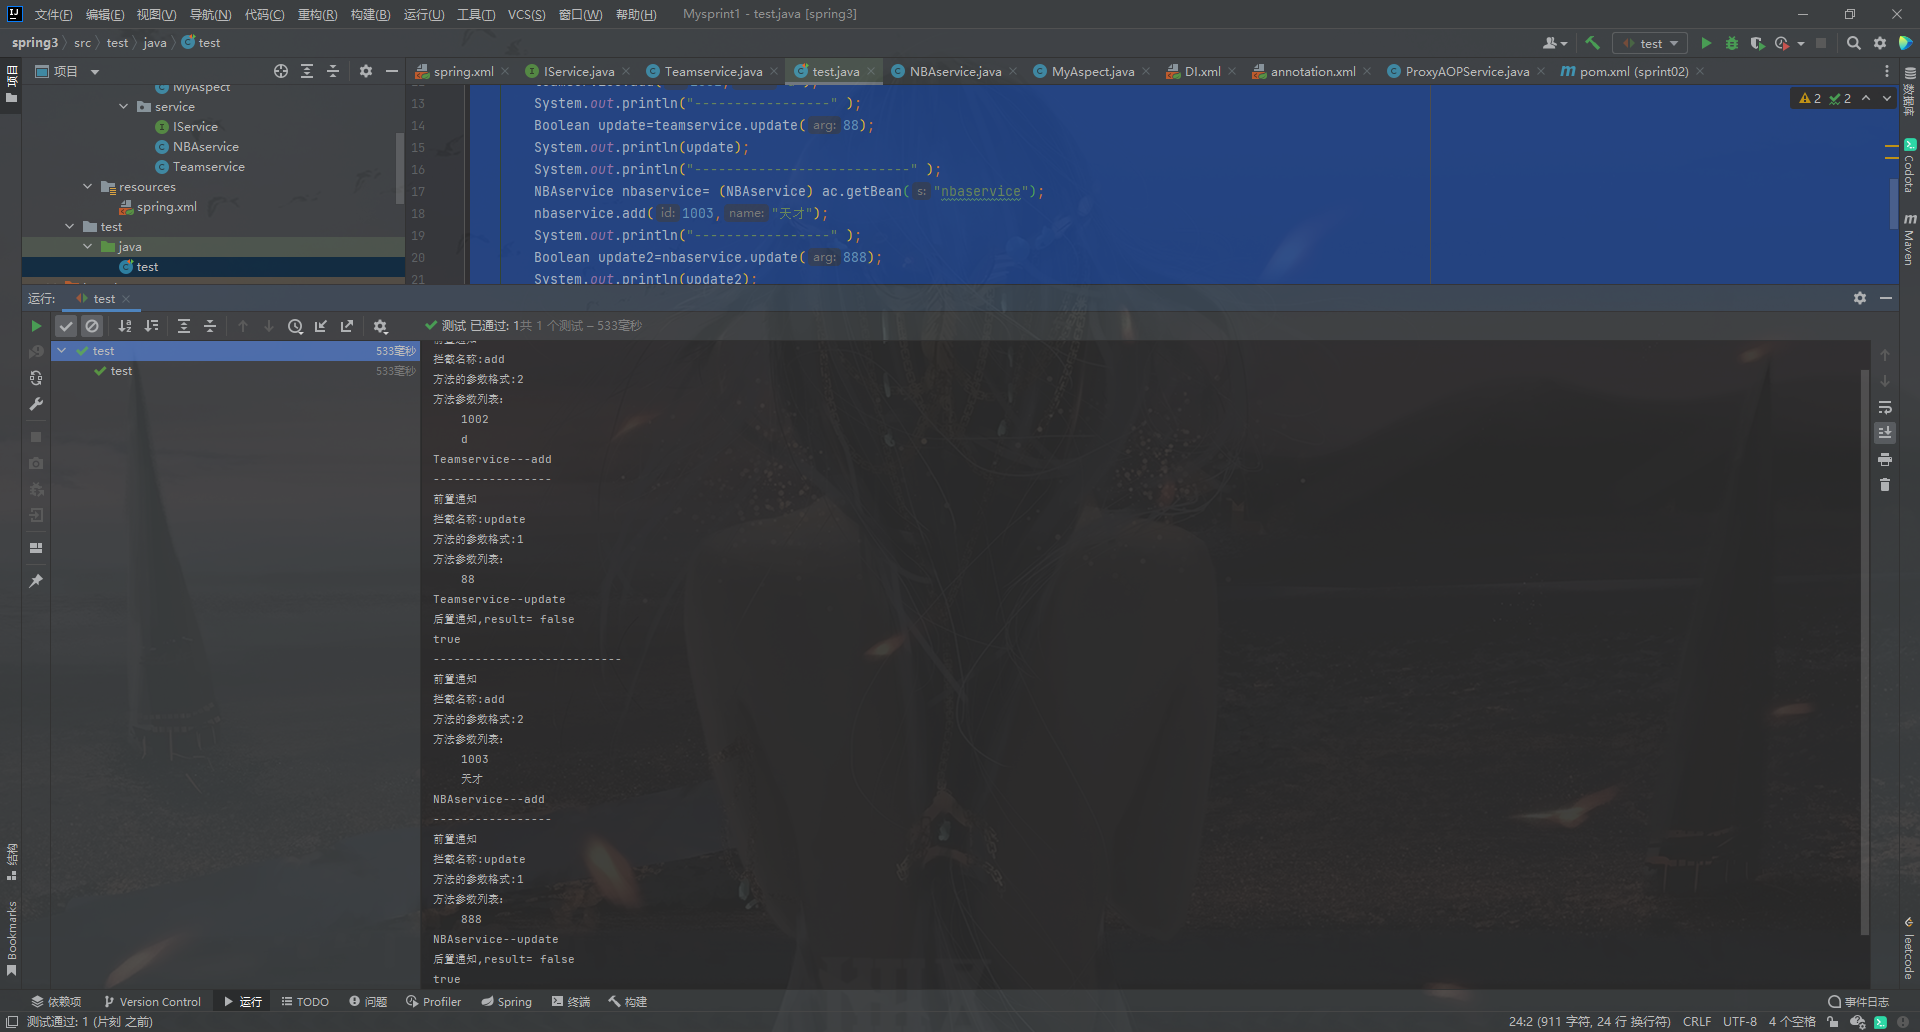 文件(F) 编辑(E) 视图(V) 导航(N) 代码(C) 重构(R) 构建(B) 运行(U) 工具(T) VCS(S) 窗口(W) 帮助(H) Mysprint1 - test.java [spring3]
spring3 src test java test
test
项目
spring.xml IService.java Teamservice.java test.java NBAservice.java MyAspect.java DI.xml annotation.xml ProxyAOPService.java pom.xml (sprint02)
MyAspect
service
IService
NBAservice
Teamservice
resources
spring.xml
test
java
test
2 2
13 System.out.println("-----------------" );
14 Boolean update=teamservice.update( arg: 88);
15 System.out.println(update);
16 System.out.println("---------------------------" );
17 NBAservice nbaservice= (NBAservice) ac.getBean( s: "nbaservice");
18 nbaservice.add( id: 1003, name: "天才");
19 System.out.println("-----------------" );
20 Boolean update2=nbaservice.update( arg: 888);
21 System.out.println(update2);
运行: test
测试 已通过: 1共 1 个测试 – 533毫秒
test 533毫秒
test 533毫秒
前置通知
拦截名称:add
方法的参数格式:2
方法参数列表:
1002
d
Teamservice---add
-----------------
前置通知
拦截名称:update
方法的参数格式:1
方法参数列表:
88
Teamservice--update
后置通知,result= false
true
---------------------------
前置通知
拦截名称:add
方法的参数格式:2
方法参数列表:
1003
天才
NBAservice---add
-----------------
前置通知
拦截名称:update
方法的参数格式:1
方法参数列表:
888
NBAservice--update
后置通知,result= false
true
项目
结构
Bookmarks
数据库
Codota
Maven
leetcode
依赖项 Version Control 运行 TODO 问题 Profiler Spring 终端 构建 事件日志
测试通过: 1 (片刻 之前) 24:2 (911 字符, 24 行 换行符) CRLF UTF-8 4 个空格